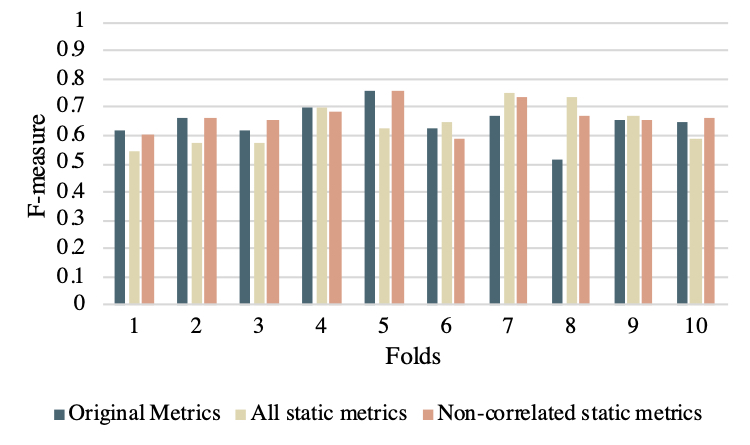 1
0.9
0.8
0.7
0.6
0.5
0.4
0.3
0.2
0.1
0
F-measure
1 2 3 4 5 6 7 8 9 10
Folds
Original Metrics All static metrics Non-correlated static metrics